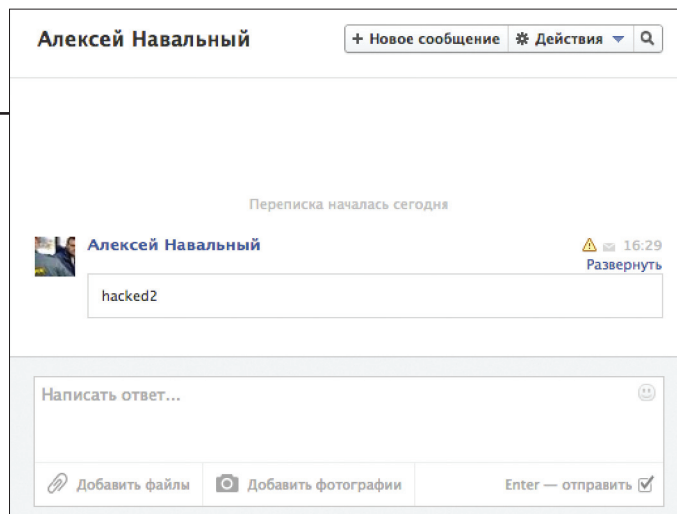 Алексей Навальный
+ Новое сообщение Действия
Переписка началась сегодня
Алексей Навальный 16:29
Развернуть
hacked2
Написать ответ...
Добавить файлы Добавить фотографии Enter — отправить